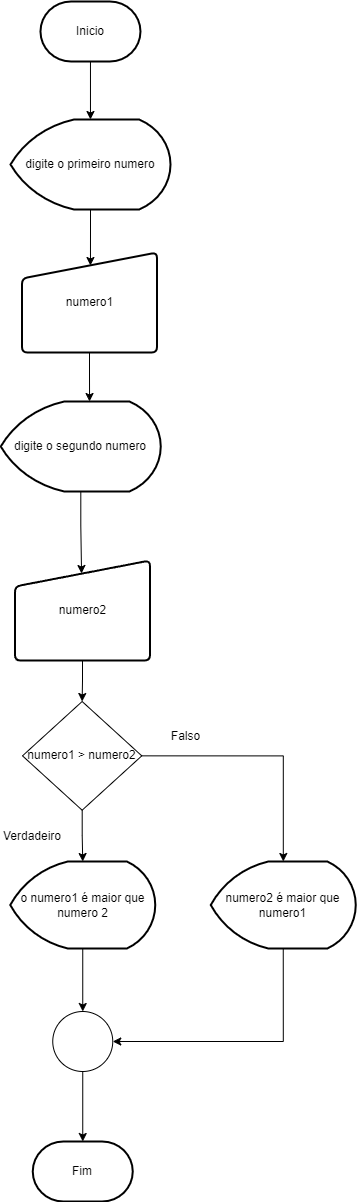 Inicio
digite o primeiro numero
numero1
digite o segundo numero
numero2
numero1 > numero2
Falso
Verdadeiro
o numero1 é maior que
numero 2
numero2 é maior que
numero1
Fim